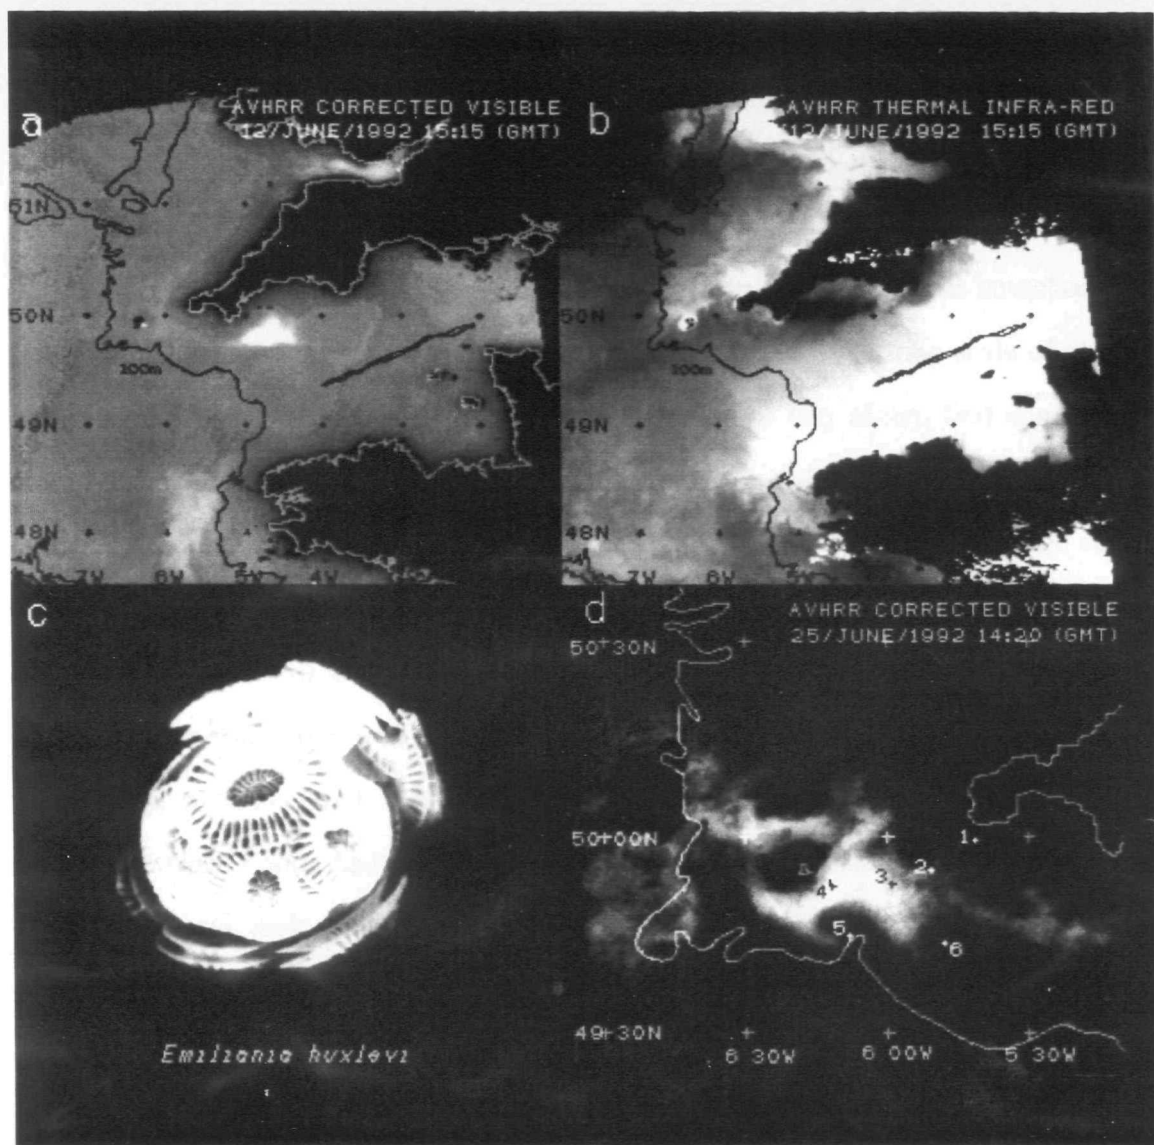 a
AVHRR CORRECTED VISIBLE
12/JUNE/1992 15:15 (GMT)
51N
50N
100m
49N
48N
7W 6W 5W 4W
b
AVHRR THERMAL INFRA-RED
12/JUNE/1992 15:15 (GMT)
50N
100m
49N
48N
7W 6W 5W
c
Emiliania huxleyi
d
AVHRR CORRECTED VISIBLE
25/JUNE/1992 14:20 (GMT)
50+30N
50+00N
1
2
3
4
5
6
49+30N
6 30W 6 00W 5 30W